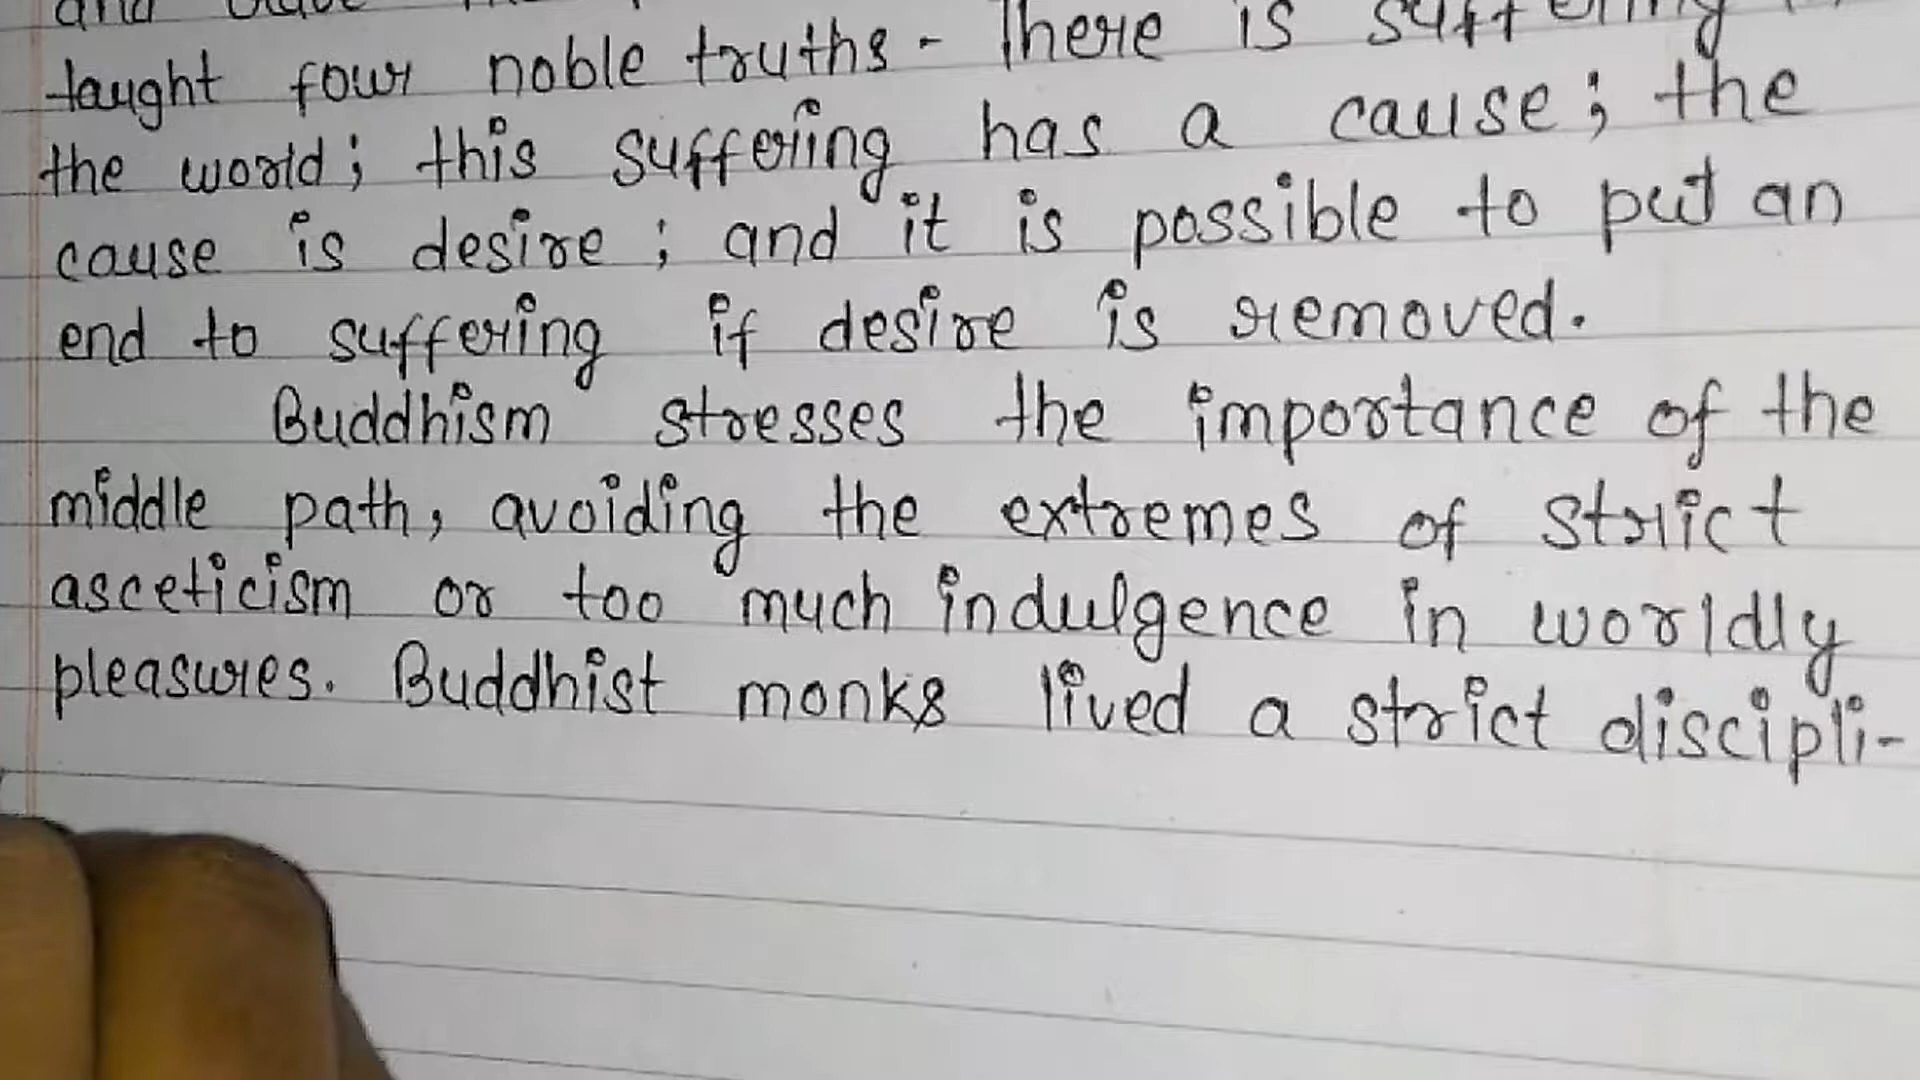 and
taught four noble truths - There is suffering
the world; this suffering has a cause; the
cause is desire; and it is possible to put an
end to suffering if desire is removed.
Buddhism stresses the importance of the
middle path, avoiding the extremes of strict
asceticism or too much indulgence in worldly
pleasures. Buddhist monks lived a strict discipli-